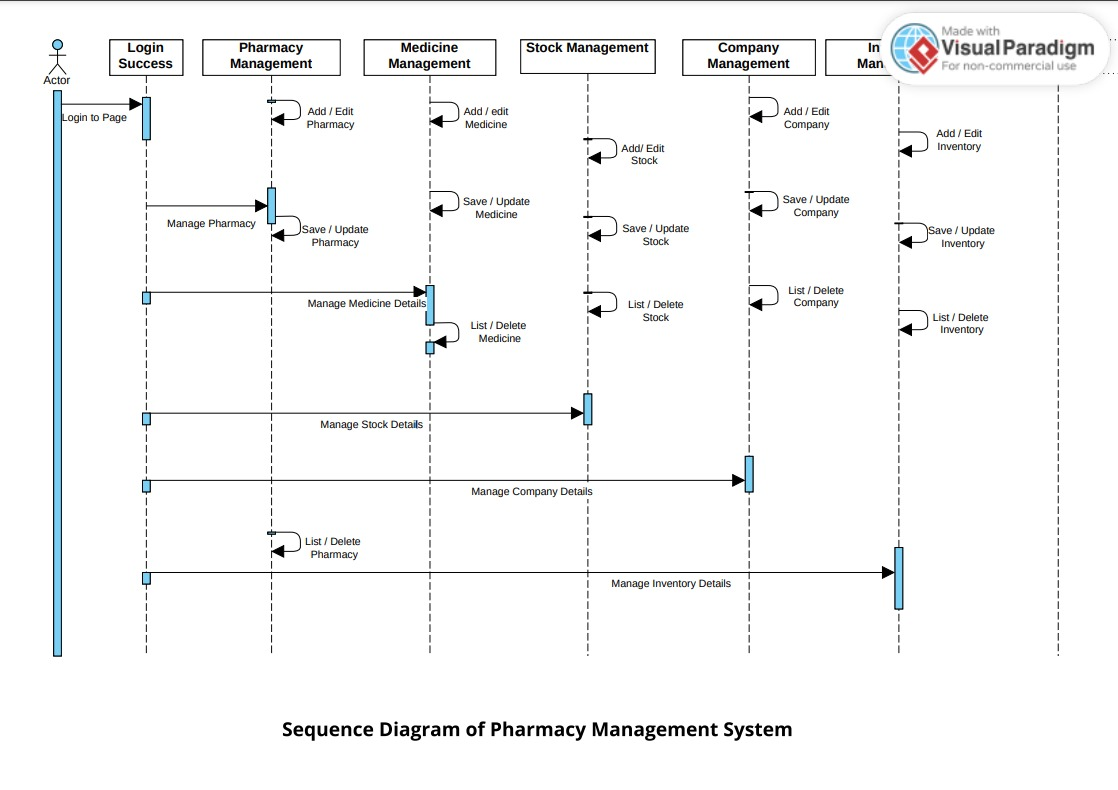 Made with
VisualParadigm
For non-commercial use
Actor
Login
Success
Pharmacy
Management
Medicine
Management
Stock Management
Company
Management
Login to Page
Add / Edit
Pharmacy
Add / edit
Medicine
Add/ Edit
Stock
Add / Edit
Company
Add / Edit
Inventory
Manage Pharmacy
Save / Update
Pharmacy
Save / Update
Medicine
Save / Update
Stock
Save / Update
Company
Save / Update
Inventory
Manage Medicine Details
List / Delete
Medicine
List / Delete
Stock
List / Delete
Company
List / Delete
Inventory
Manage Stock Details
Manage Company Details
List / Delete
Pharmacy
Manage Inventory Details
Sequence Diagram of Pharmacy Management System